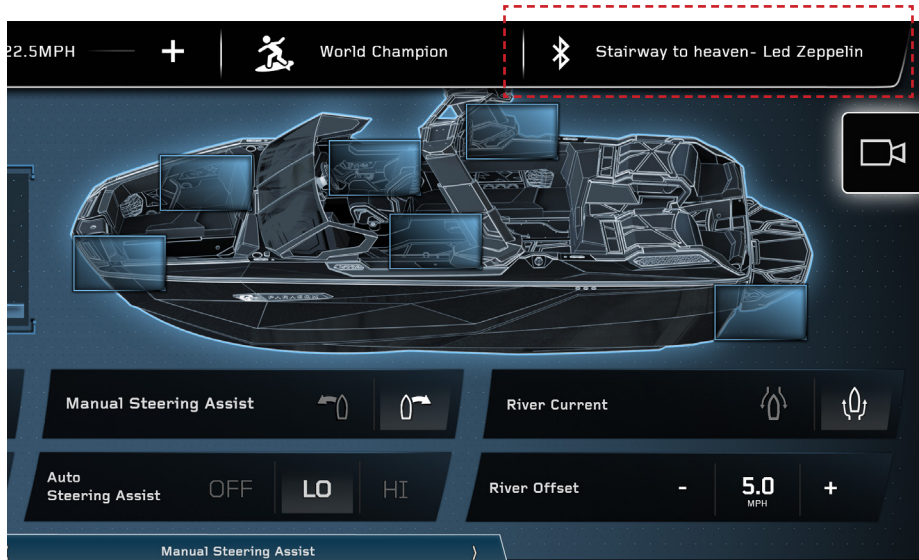 22.5MPH
+
World Champion
Stairway to heaven- Led Zeppelin
PARAGON
Manual Steering Assist
River Current
Auto
Steering Assist
OFF
LO
HI
River Offset
-
5.0
MPH
+
Manual Steering Assist